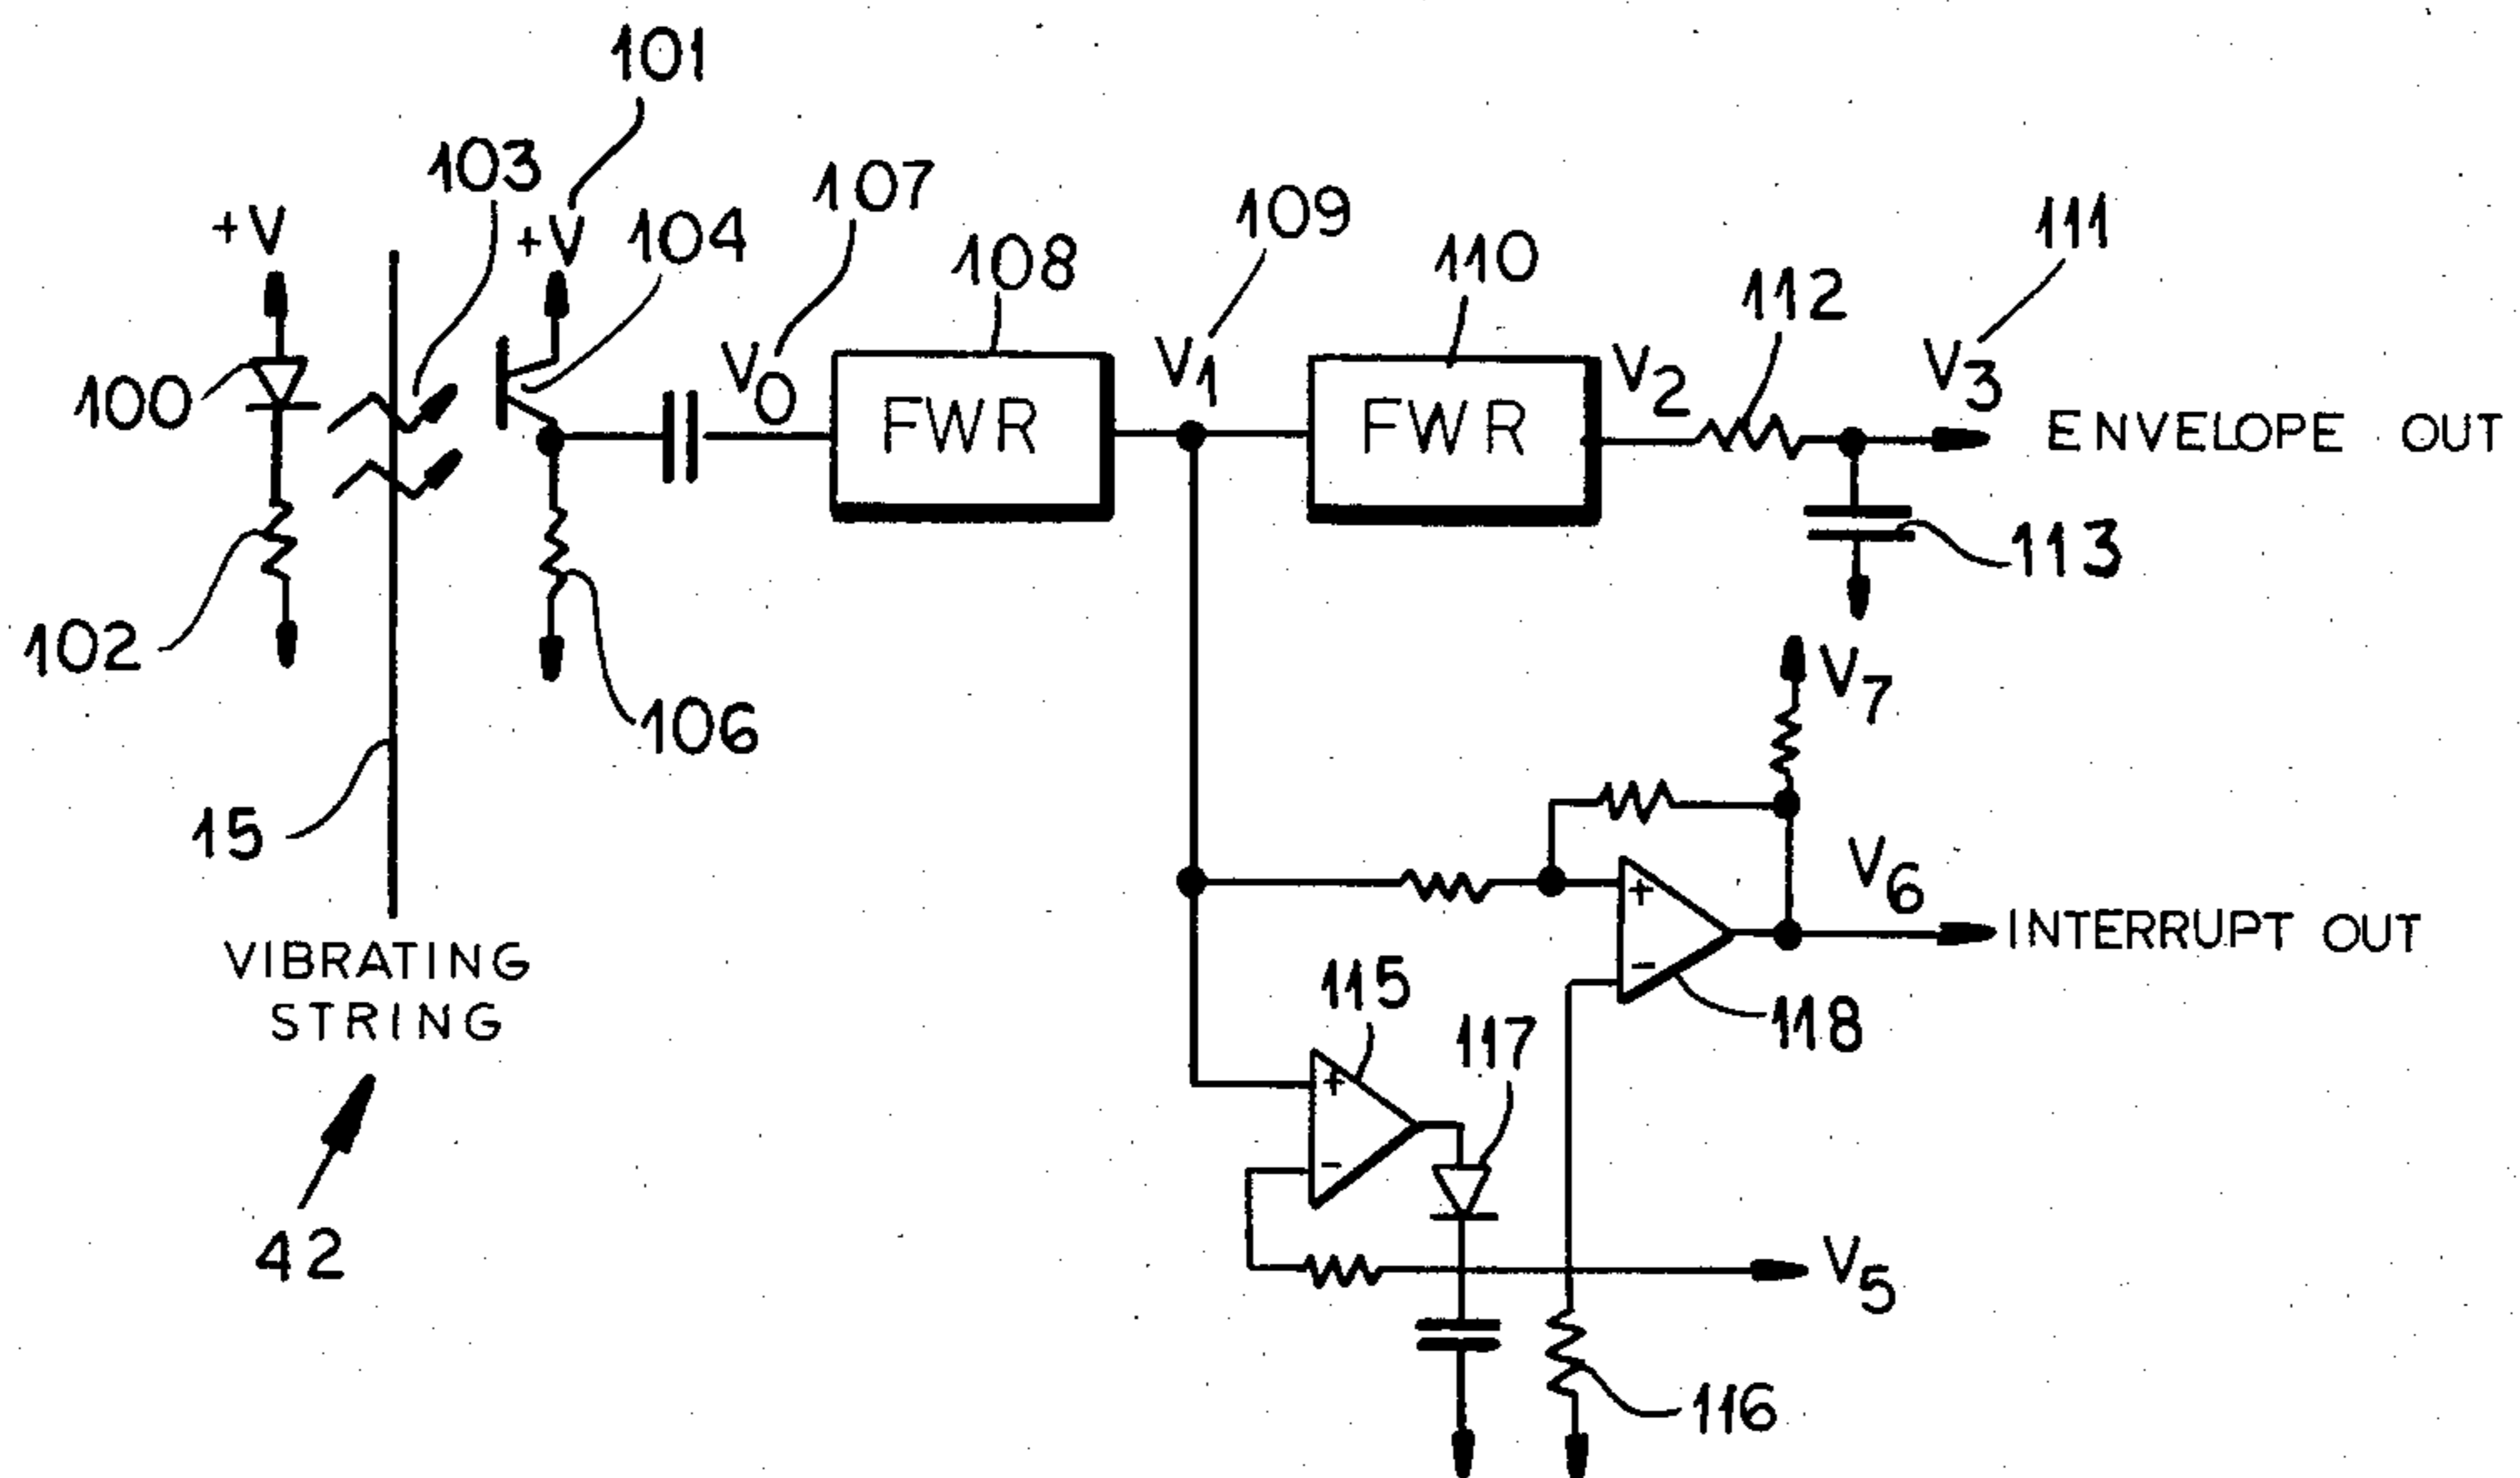 101
103
+V
+V
104
107
108
109
110
111
112
100
V0
FWR
V1
FWR
V2
V3
ENVELOPE OUT
113
102
106
V7
15
V6
+
-
INTERRUPT OUT
VIBRATING
STRING
115
117
118
+
-
42
V5
116